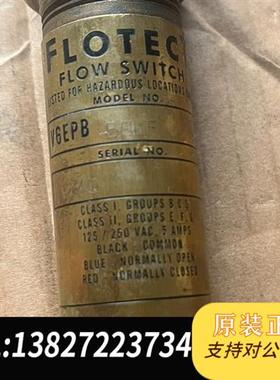 FLOTECT
FLOW SWITCH
LISTED FOR HAZARDOUS LOCATIONS
MODEL NO.
V6EPB
SERIAL NO.
CLASS I, GROUPS B C &
CLASS II, GROUPS E, F, G
125 / 250 VAC, 5 AMPS
BLACK - COMMON
BLUE - NORMALLY OPEN
RED - NORMALLY CLOSED
:13827223734
原装正
支持对公